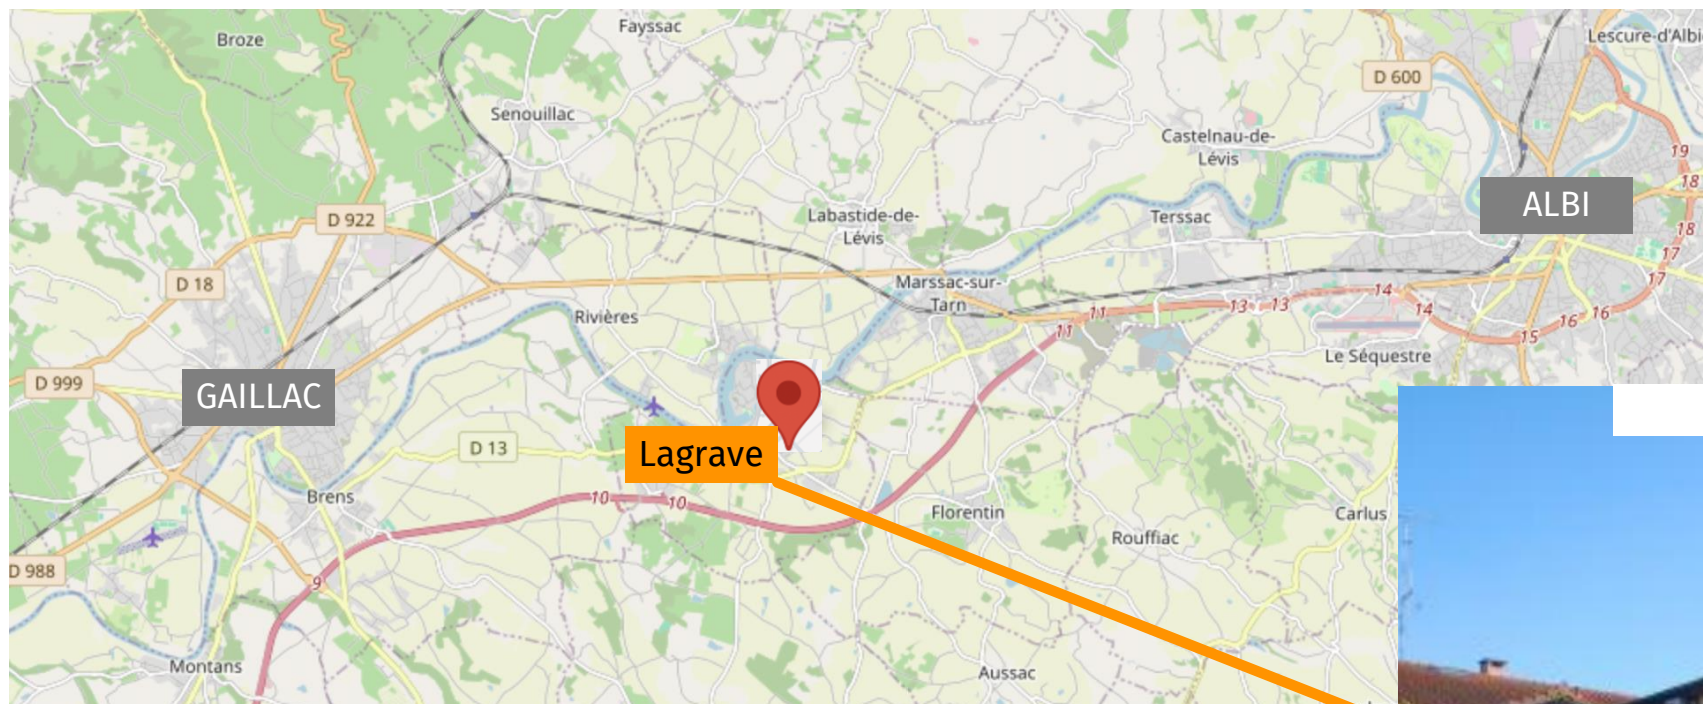 Broze
Fayssac
Lescure-d'Albi
D 600
Senouillac
Castelnau-de-
Lévis
19
18
D 922
Labastide-de-
Lévis
Terssac
ALBI
18
17
D 18
17
Marssac-sur-
Tarn
14
Rivières
11
13
13
14
16
16
11
15
Le Séquestre
D 999
GAILLAC
D 13
Lagrave
Brens
10
10
Florentin
Carlus
Rouffiac
D 988
9
Montans
Aussac